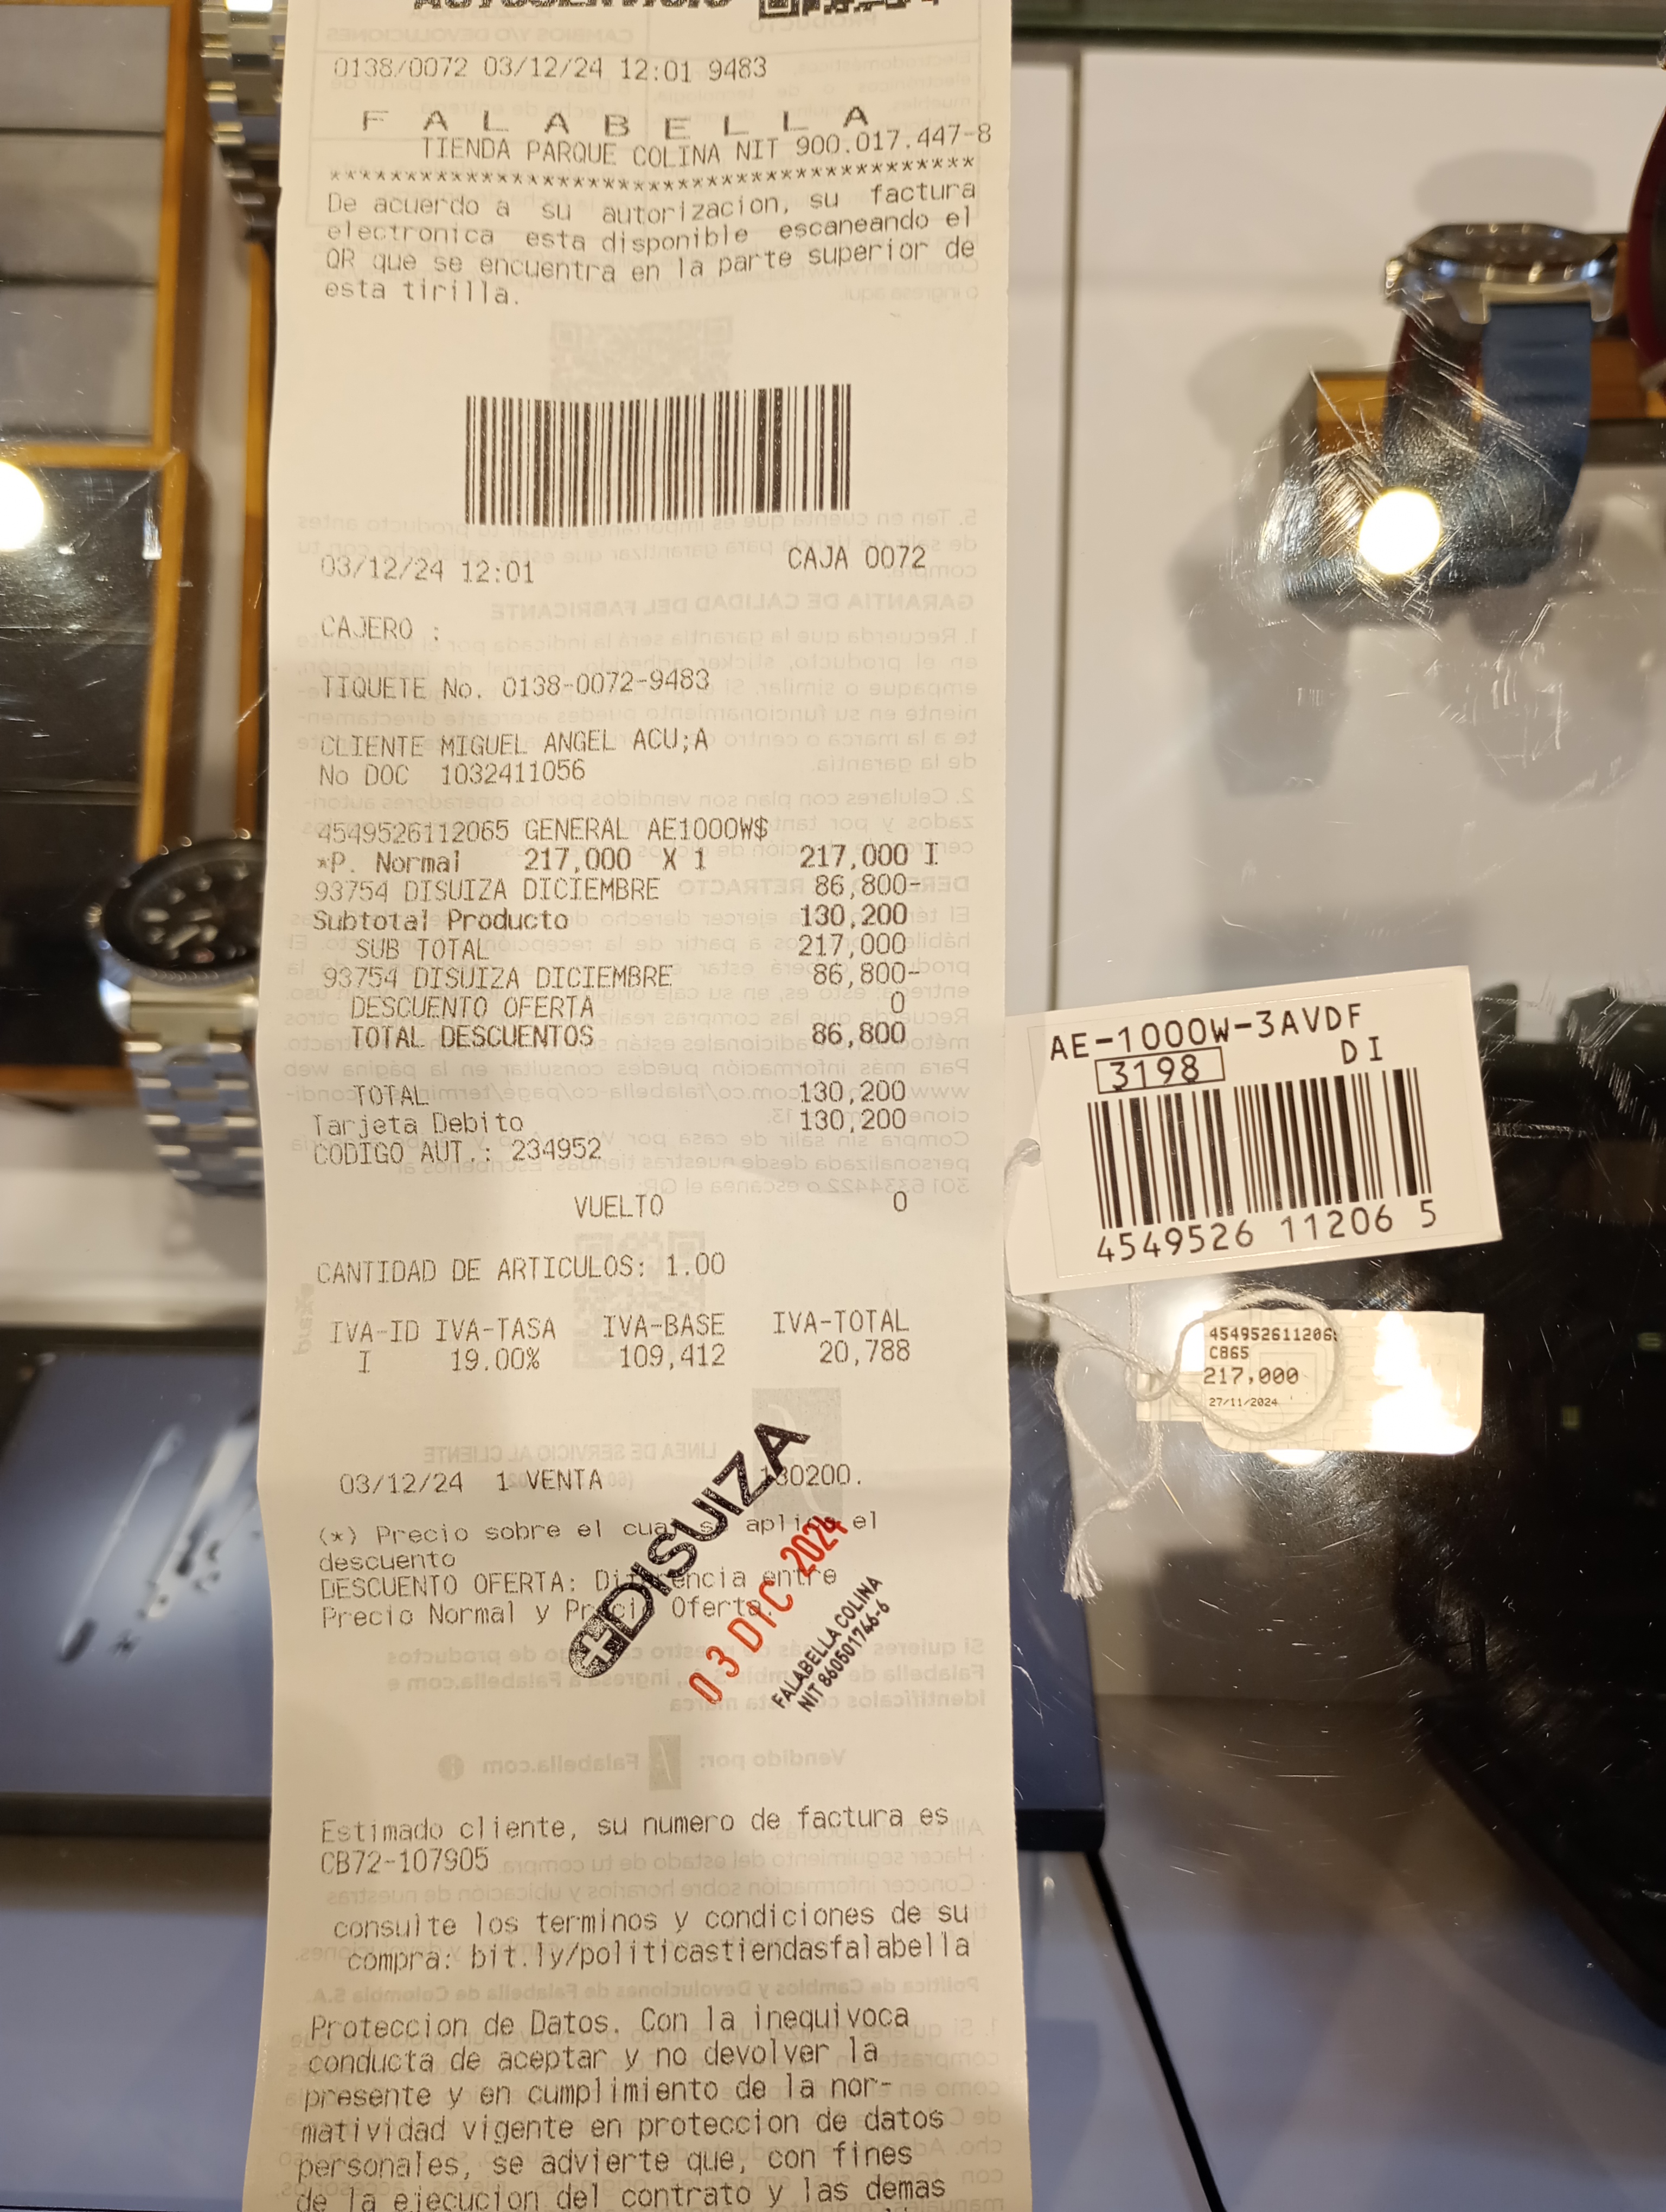 0138/0072 03/12/24 12:01 9483
FALABELLA
TIENDA PARQUE COLINA NIT 900.017.447-8
******************************************
De acuerdo a su autorizacion, su factura
electronica esta disponible escaneando el
QR que se encuentra en la parte superior de
esta tirilla.
03/12/24 12:01 CAJA 0072
CAJERO :
TIQUETE No. 0138-0072-9483
CLIENTE MIGUEL ANGEL ACU;A
No DOC 1032411056
4549526112065 GENERAL AE1000W$
*P. Normal 217,000 X 1 217,000 I
93754 DISUIZA DICIEMBRE 86,800-
Subtotal Producto 130,200
SUB TOTAL 217,000
93754 DISUIZA DICIEMBRE 86,800-
DESCUENTO OFERTA 0
TOTAL DESCUENTOS 86,800
TOTAL 130,200
Tarjeta Debito 130,200
CODIGO AUT.: 234952
VUELTO 0
CANTIDAD DE ARTICULOS: 1.00
IVA-ID IVA-TASA IVA-BASE IVA-TOTAL
I 19.00% 109,412 20,788
03/12/24 1 VENTA 130200.
(*) Precio sobre el cual se aplica el
descuento
DESCUENTO OFERTA: Diferencia entre
Precio Normal y Precio Oferta.
DISUIZA
03 DIC 2024
FALABELLA COLINA
NIT 860501746-6
Estimado cliente, su numero de factura es
CB72-107905
consulte los terminos y condiciones de su
compra: bit.ly/politicastiendasfalabella
Proteccion de Datos. Con la inequivoca
conducta de aceptar y no devolver la
presente y en cumplimiento de la nor-
matividad vigente en proteccion de datos
personales, se advierte que, con fines
de la ejecucion del contrato y las demas
AE-1000W-3AVDF
3198 DI
4549526 11206 5
454952611206
CB65
217,000
27/11/2024